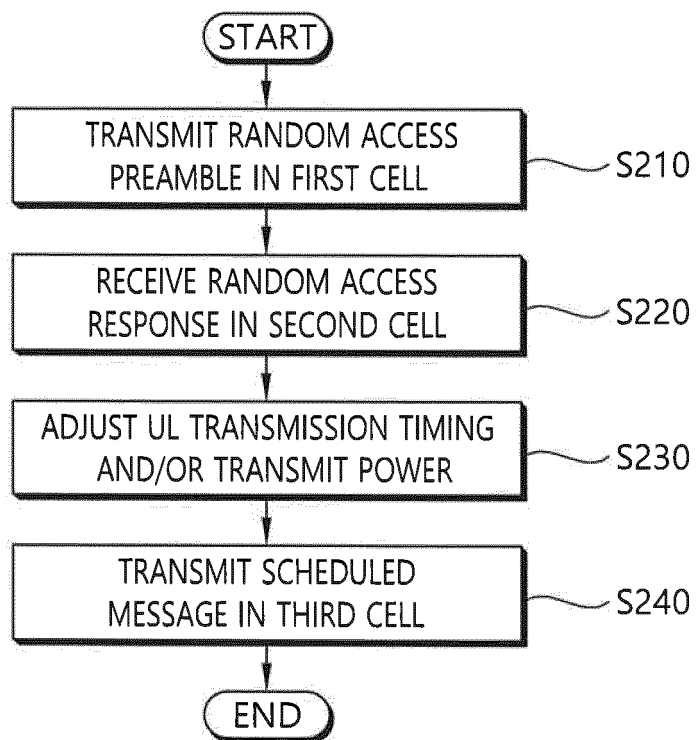 START
TRANSMIT RANDOM ACCESS
PREAMBLE IN FIRST CELL
S210
RECEIVE RANDOM ACCESS
RESPONSE IN SECOND CELL
S220
ADJUST UL TRANSMISSION TIMING
AND/OR TRANSMIT POWER
S230
TRANSMIT SCHEDULED
MESSAGE IN THIRD CELL
S240
END